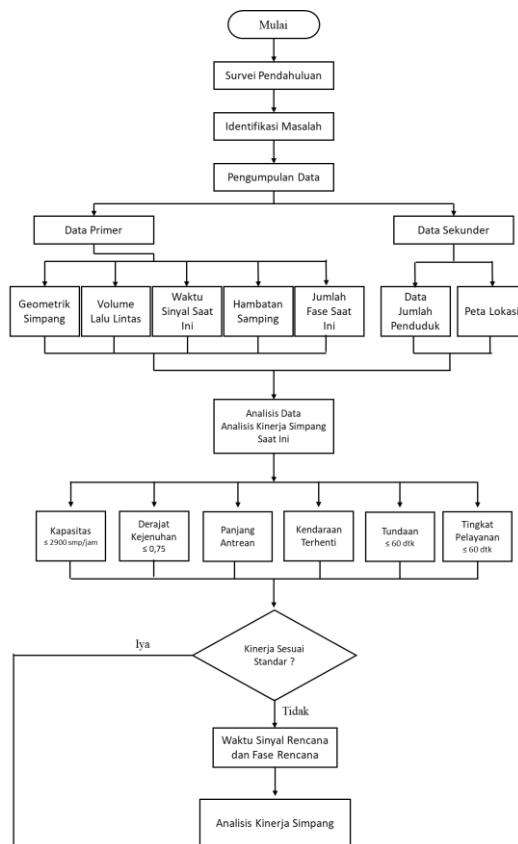 Mulai
Survei Pendahuluan
Identifikasi Masalah
Pengumpulan Data
Data Primer
Data Sekunder
Geometrik
Simpang
Volume
Lalu Lintas
Waktu
Sinyal Saat
Ini
Hambatan
Samping
Jumlah
Fase Saat
Ini
Data
Jumlah
Penduduk
Peta Lokasi
Analisis Data
Analisis Kinerja Simpang
Saat Ini
Kapasitas
≤ 2900 smp/jam
Derajat
Kejenuhan
≤ 0,75
Panjang
Antrean
Kendaraan
Terhenti
Tundaan
≤ 60 dtk
Tingkat
Pelayanan
≤ 60 dtk
Iya
Kinerja Sesuai
Standar ?
Tidak
Waktu Sinyal Rencana
dan Fase Rencana
Analisis Kinerja Simpang